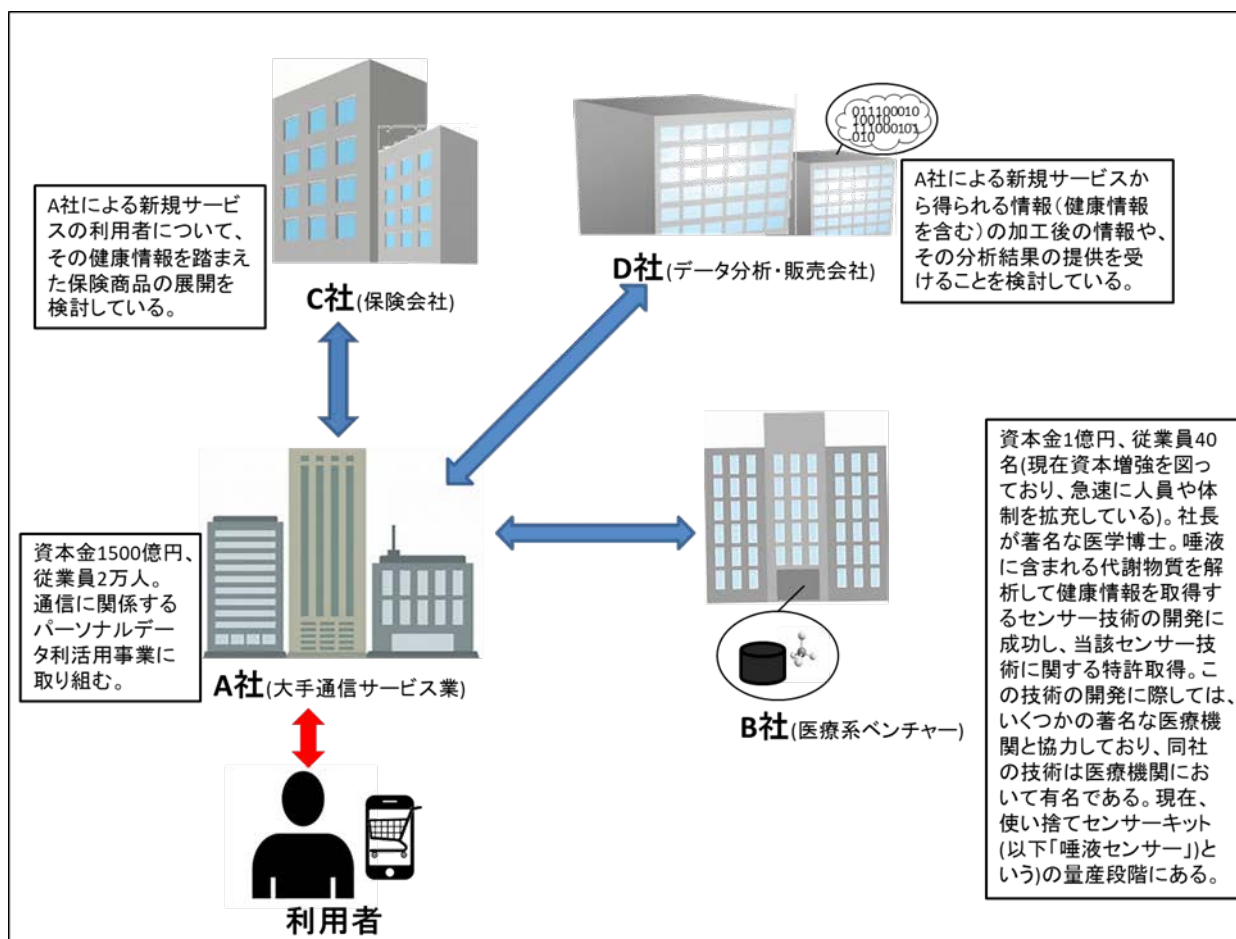 011100010
10010
111000101
010
A社による新規サービ
スの利用者について、
その健康情報を踏まえ
た保険商品の展開を
検討している。
C社(保険会社)
D社(データ分析・販売会社)
A社による新規サービスか
ら得られる情報(健康情報
を含む)の加工後の情報や、
その分析結果の提供を受
けることを検討している。
資本金1500億円、
従業員2万人。
通信に関係する
パーソナルデー
タ利活用事業に
取り組む。
A社(大手通信サービス業)
B社(医療系ベンチャー)
資本金1億円、従業員40
名(現在資本増強を図っ
ており、急速に人員や体
制を拡充している)。社長
が著名な医学博士。唾液
に含まれる代謝物質を解
析して健康情報を取得す
るセンサー技術の開発に
成功し、当該センサー技
術に関する特許取得。こ
の技術の開発に際しては、
いくつかの著名な医療機
関と協力しており、同社
の技術は医療機関にお
いて有名である。現在、
使い捨てセンサーキット
(以下「唾液センサー」)と
いう)の量産段階にある。
利用者